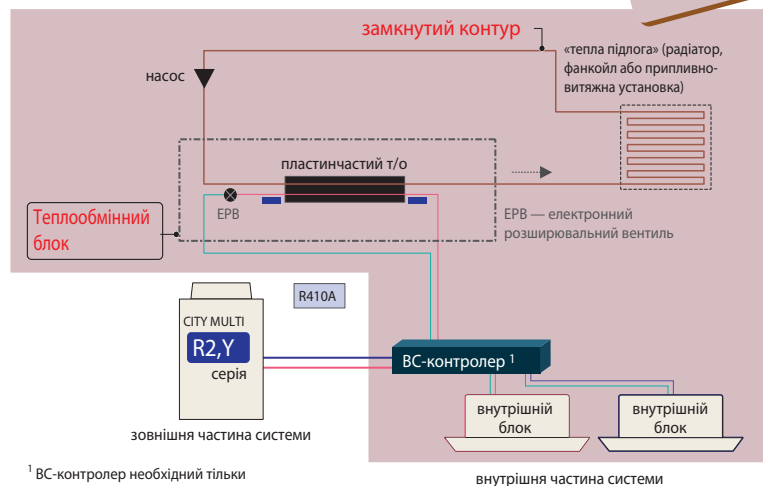 замкнутий контур
«тепла підлога» (радіатор,
фанкойл або припливно-
витяжна установка)
насос
пластинчастий т/о
ЕРВ
Теплообмінний
блок
ЕРВ — електронний
розширювальний вентиль
R410A
CITY MULTI
R2,Y
серія
ВС-контролер ¹
внутрішній
блок
внутрішній
блок
зовнішня частина системи
внутрішня частина системи
¹ ВС-контролер необхідний тільки